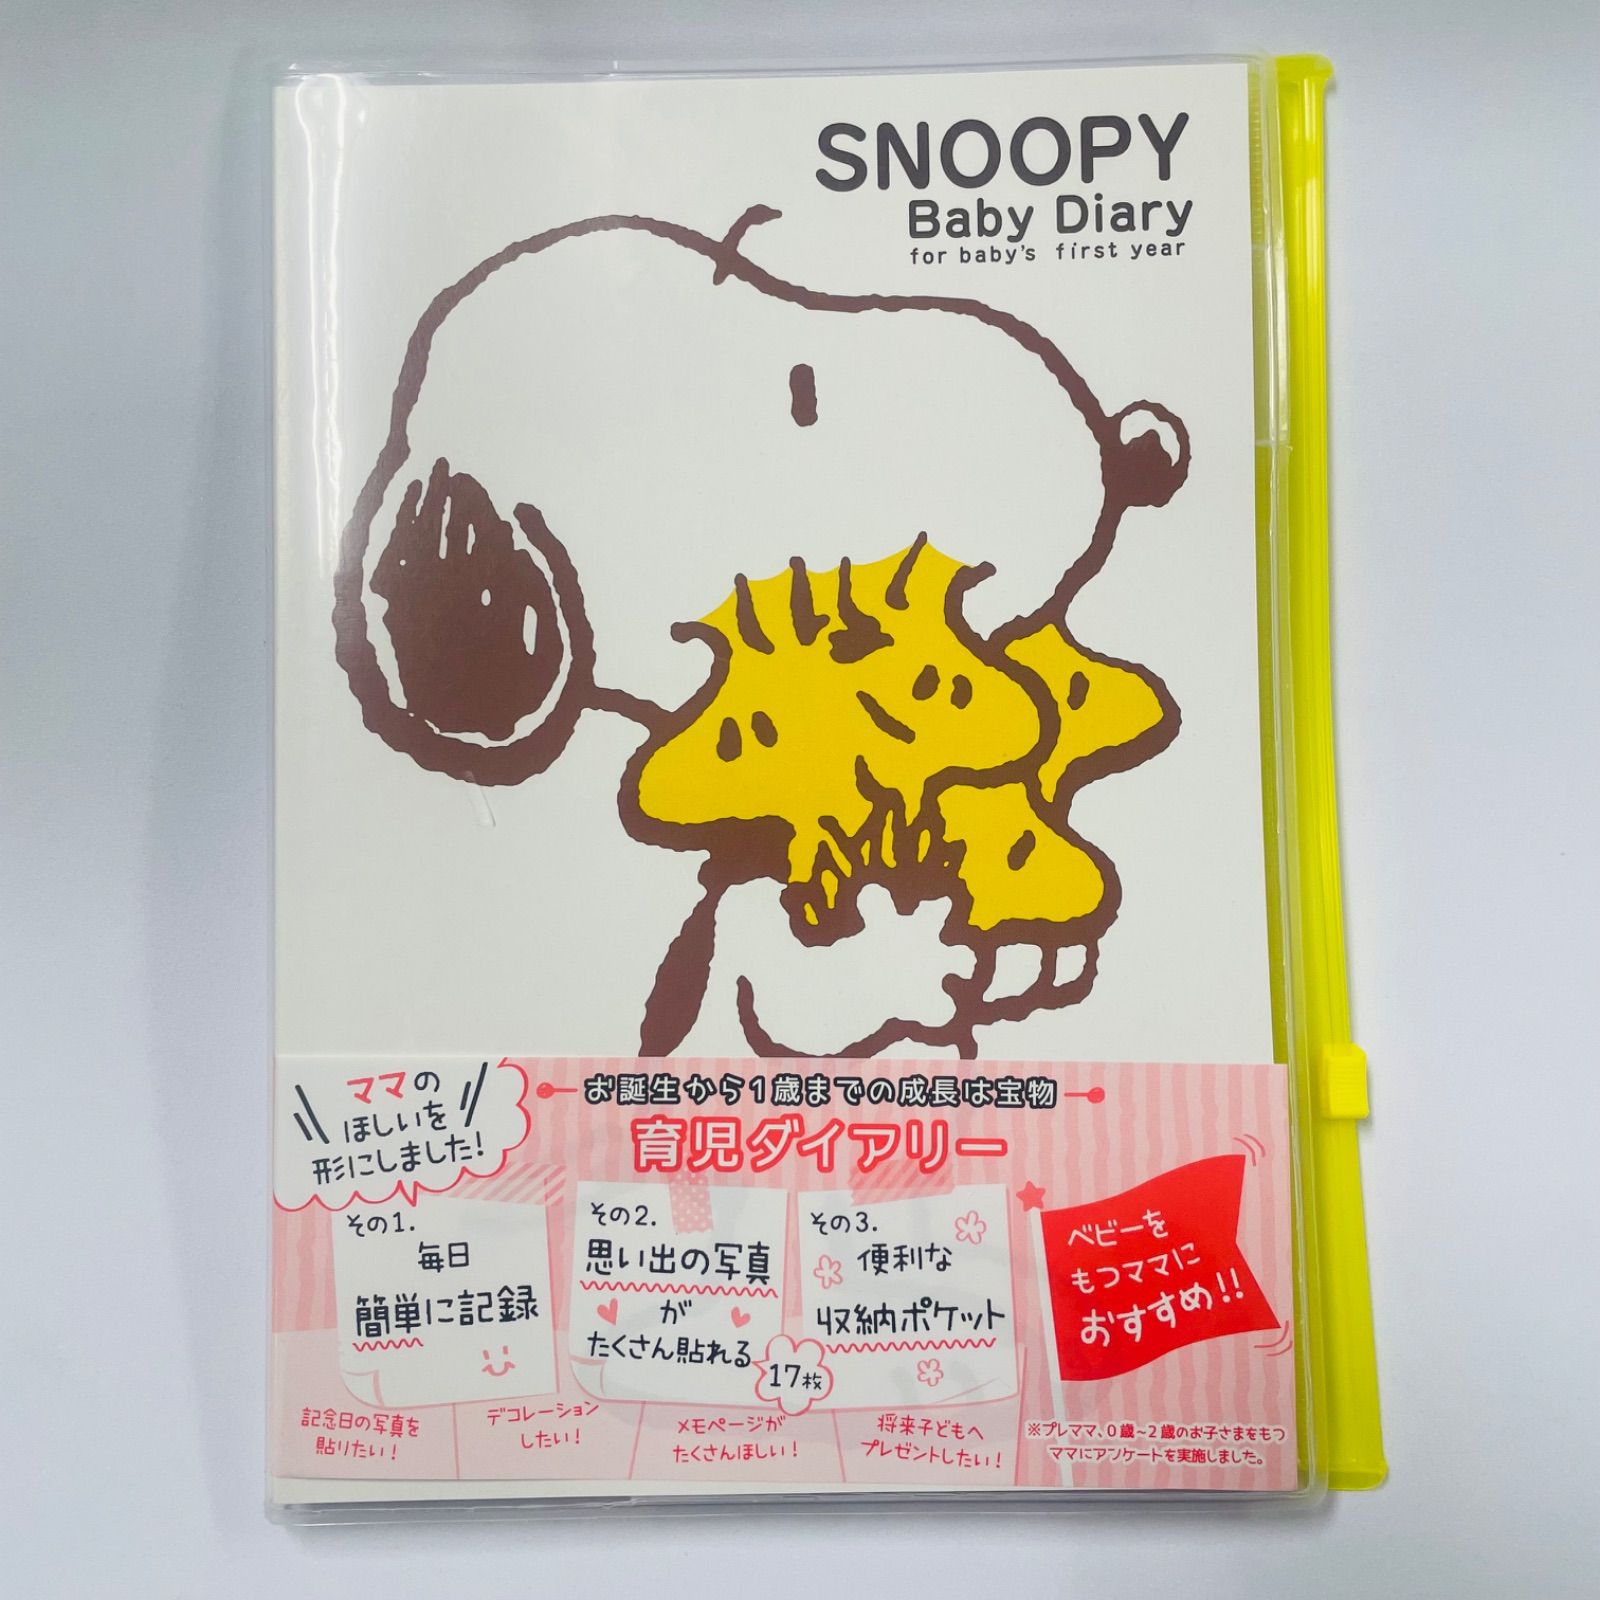 SNOOPY
Baby Diary
for baby's first year
ママの
ほしいを
形にしました!
お誕生から1歳までの成長は宝物
育児ダイアリー
その1.
毎日
簡単に記録
その2.
思い出の写真
が
たくさん貼れる
17枚
その3.
便利な
収納ポケット
ベビーを
もつママに
おすすめ!!
記念日の写真を
貼りたい!
デコレーション
したい!
メモページが
たくさんほしい!
将来子どもへ
プレゼントしたい!
※プレママ、0歳~2歳のお子さまをもつ
ママにアンケートを実施しました。